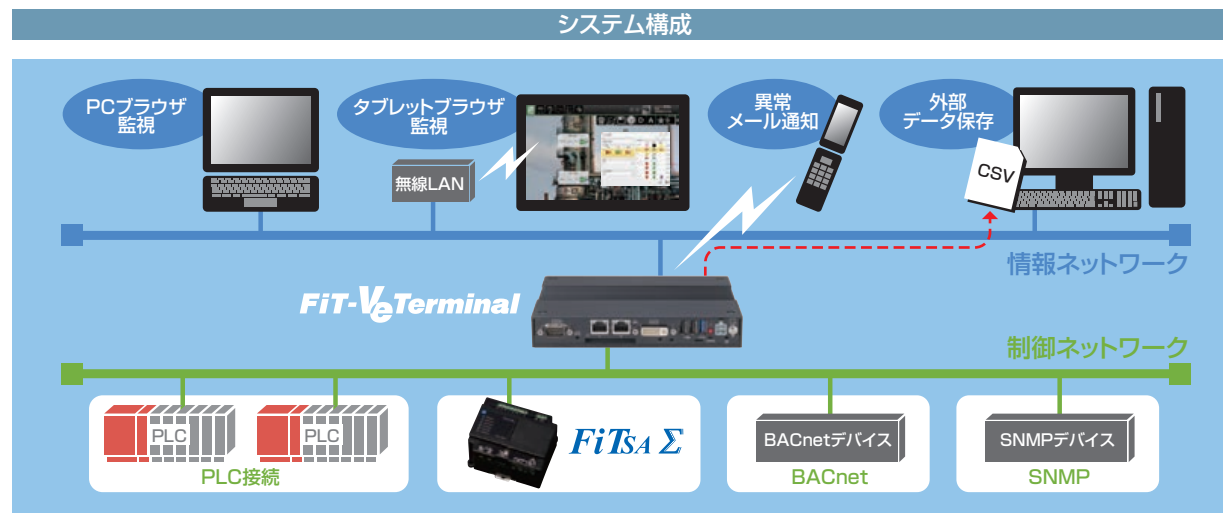 システム構成
PCブラウザ
監視
タブレットブラウザ
監視
異常
メール通知
外部
データ保存
無線LAN
CSV
情報ネットワーク
FiT-VeTerminal
制御ネットワーク
PLC
PLC
PLC接続
FiTSA Σ
BACnetデバイス
BACnet
SNMPデバイス
SNMP